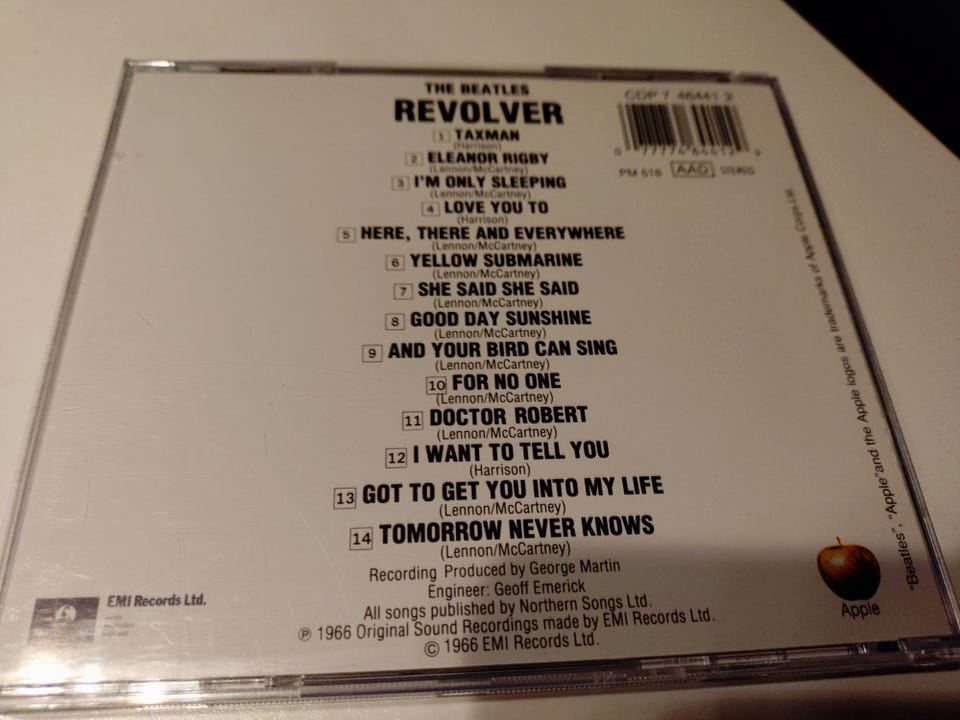 THE BEATLES
REVOLVER
1 TAXMAN
(Harrison)
2 ELEANOR RIGBY
(Lennon/McCartney)
3 I'M ONLY SLEEPING
(Lennon/McCartney)
4 LOVE YOU TO
(Harrison)
5 HERE, THERE AND EVERYWHERE
(Lennon/McCartney)
6 YELLOW SUBMARINE
(Lennon/McCartney)
7 SHE SAID SHE SAID
(Lennon/McCartney)
8 GOOD DAY SUNSHINE
(Lennon/McCartney)
9 AND YOUR BIRD CAN SING
(Lennon/McCartney)
10 FOR NO ONE
(Lennon/McCartney)
11 DOCTOR ROBERT
(Lennon/McCartney)
12 I WANT TO TELL YOU
(Harrison)
13 GOT TO GET YOU INTO MY LIFE
(Lennon/McCartney)
14 TOMORROW NEVER KNOWS
(Lennon/McCartney)
Recording Produced by George Martin
Engineer: Geoff Emerick
All songs published by Northern Songs Ltd.
℗ 1966 Original Sound Recordings made by EMI Records Ltd.
© 1966 EMI Records Ltd.
CDP 7 46441 2
0 77774 64412 9
PM 518 AAD STEREO
"Beatles", "Apple" and the Apple logos are trademarks of Apple Corps Ltd
Apple
EMI Records Ltd.